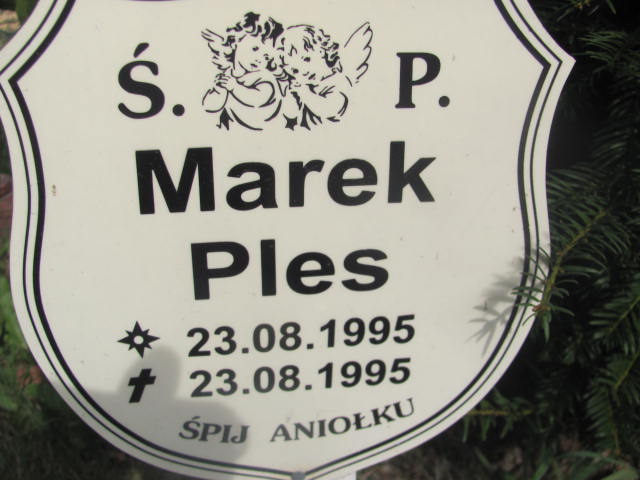 Ś. P.
Marek
Ples
23.08.1995
✝ 23.08.1995
ŚPIJ ANIOŁKU